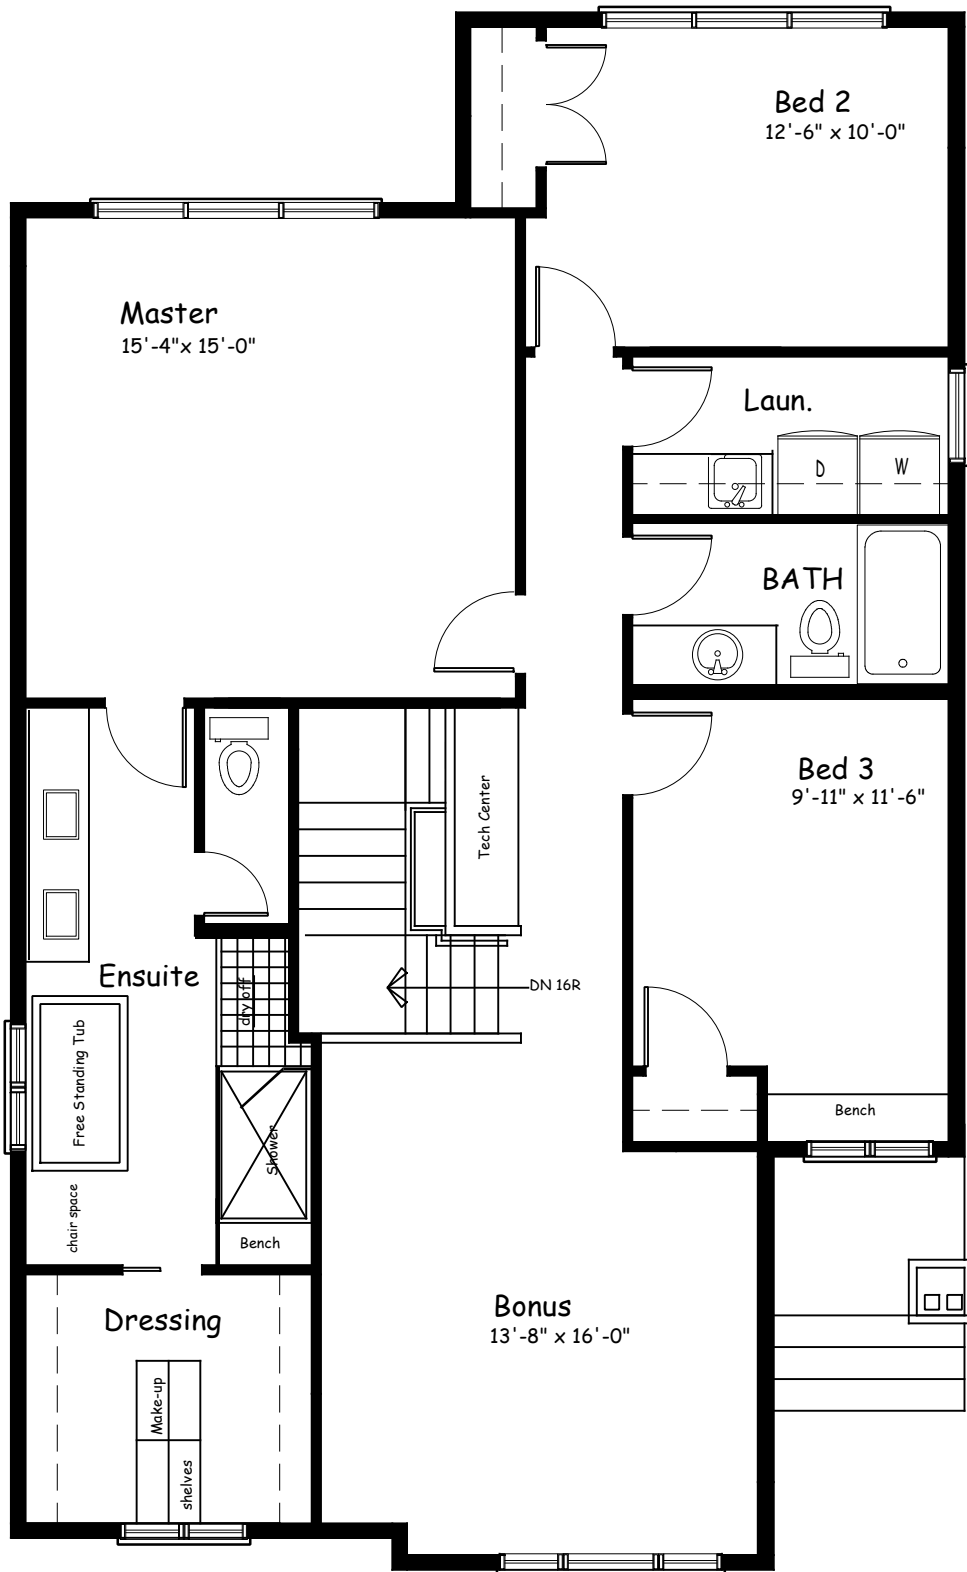 Bed 2
12'-6" x 10'-0"
Master
15'-4"x 15'-0"
Laun.
D
W
BATH
Bed 3
9'-11" x 11'-6"
Tech Center
Ensuite
dry off
DN 16R
Free Standing Tub
Shower
Bench
chair space
Bench
Dressing
Bonus
13'-8" x 16'-0"
Make-up
shelves